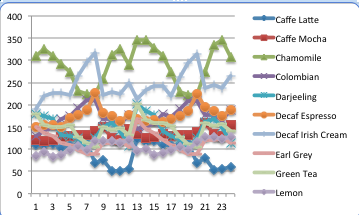 400
350
300
250
200
150
100
50
0
1 3 5 7 9 11 13 15 17 19 21 23
Caffe Latte
Caffe Mocha
Chamomile
Colombian
Darjeeling
Decaf Espresso
Decaf Irish Cream
Earl Grey
Green Tea
Lemon